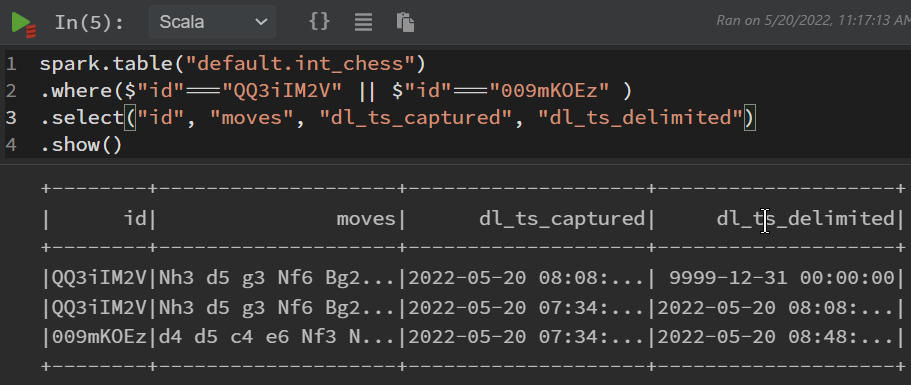 In(5): Scala {} Ran on 5/20/2022, 11:17:13 AM
1 spark.table("default.int_chess")
2 .where($"id"==="QQ3iIM2V" || $"id"==="009mKOEz" )
3 .select("id", "moves", "dl_ts_captured", "dl_ts_delimited")
4 .show()
+--------+--------------------+--------------------+--------------------+
|      id|               moves|      dl_ts_captured|     dl_ts_delimited|
+--------+--------------------+--------------------+--------------------+
|QQ3iIM2V|Nh3 d5 g3 Nf6 Bg2...|2022-05-20 08:08:...| 9999-12-31 00:00:00|
|QQ3iIM2V|Nh3 d5 g3 Nf6 Bg2...|2022-05-20 07:34:...|2022-05-20 08:08:...|
|009mKOEz|d4 d5 c4 e6 Nf3 N...|2022-05-20 07:34:...|2022-05-20 08:48:...|
+--------+--------------------+--------------------+--------------------+